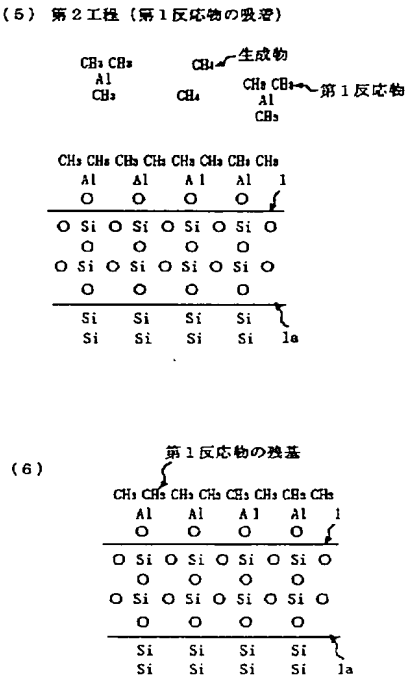 (5) 第2工程 (第1反応物の吸着)
CH₃ CH₃ CH₄ 生成物
Al CH₃ CH₃ 第1反応物
CH₃ CH₄ Al
CH₃
CH₃ CH₃ CH₃ CH₃ CH₃ CH₃ CH₃ CH₃
Al Al Al Al 1
O O O O
O Si O Si O Si O Si O
O O O O
O Si O Si O Si O Si O
O O O O
Si Si Si Si
Si Si Si Si 1a
第1反応物の残基
(6)
CH₃ CH₃ CH₃ CH₃ CH₃ CH₃ CH₃ CH₃
Al Al Al Al 1
O O O O
O Si O Si O Si O Si O
O O O O
O Si O Si O Si O Si O
O O O O
Si Si Si Si
Si Si Si Si 1a